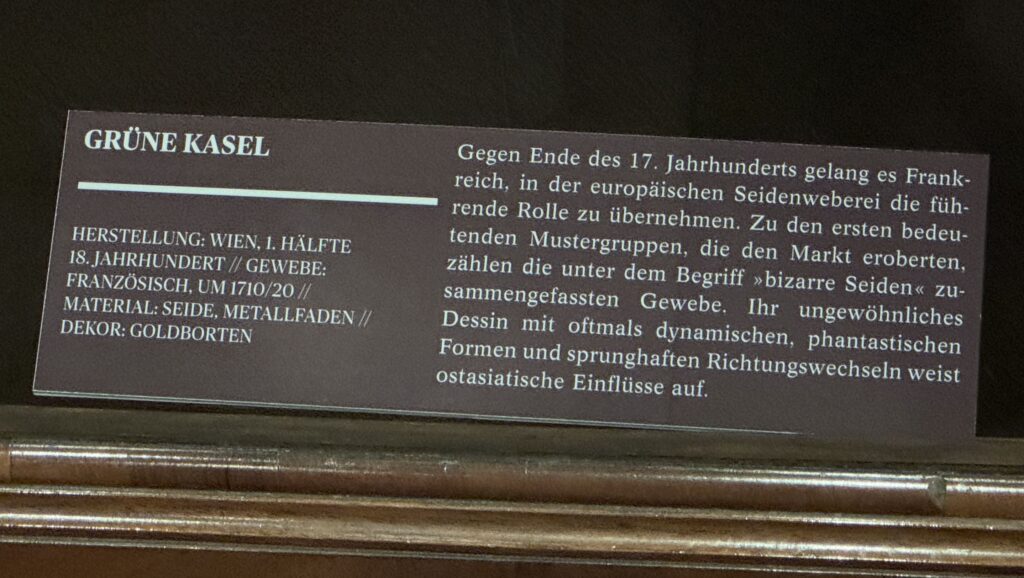 GRÜNE KASEL
HERSTELLUNG: WIEN, 1. HÄLFTE
18. JAHRHUNDERT // GEWEBE:
FRANZÖSISCH, UM 1710/20 //
MATERIAL: SEIDE, METALLFADEN //
DEKOR: GOLDBORTEN
Gegen Ende des 17. Jahrhunderts gelang es Frank-
reich, in der europäischen Seidenweberei die füh-
rende Rolle zu übernehmen. Zu den ersten bedeu-
tenden Mustergruppen, die den Markt eroberten,
zählen die unter dem Begriff »bizarre Seiden« zu-
sammengefassten Gewebe. Ihr ungewöhnliches
Dessin mit oftmals dynamischen, phantastischen
Formen und sprunghaften Richtungswechseln weist
ostasiatische Einflüsse auf.